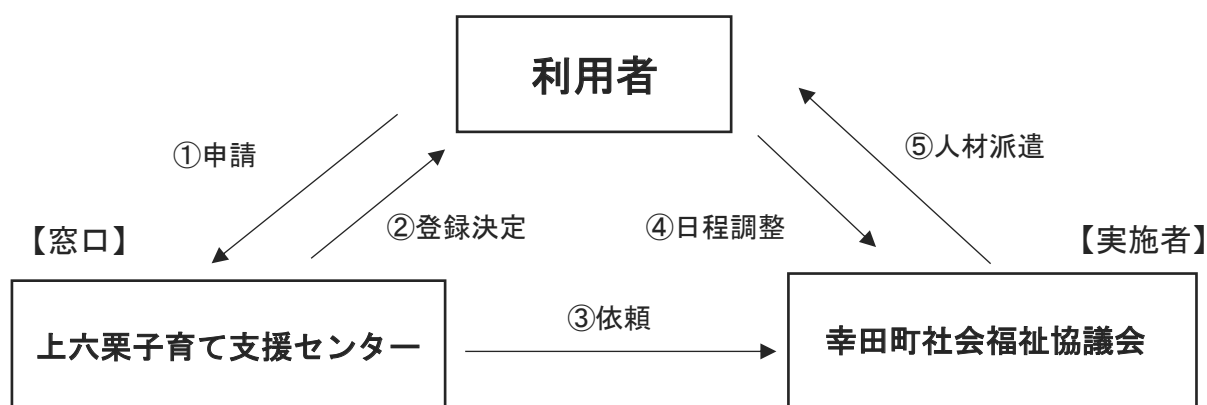 利用者
①申請
⑤人材派遣
②登録決定
④日程調整
【窓口】
【実施者】
③依頼
上六栗子育て支援センター
幸田町社会福祉協議会